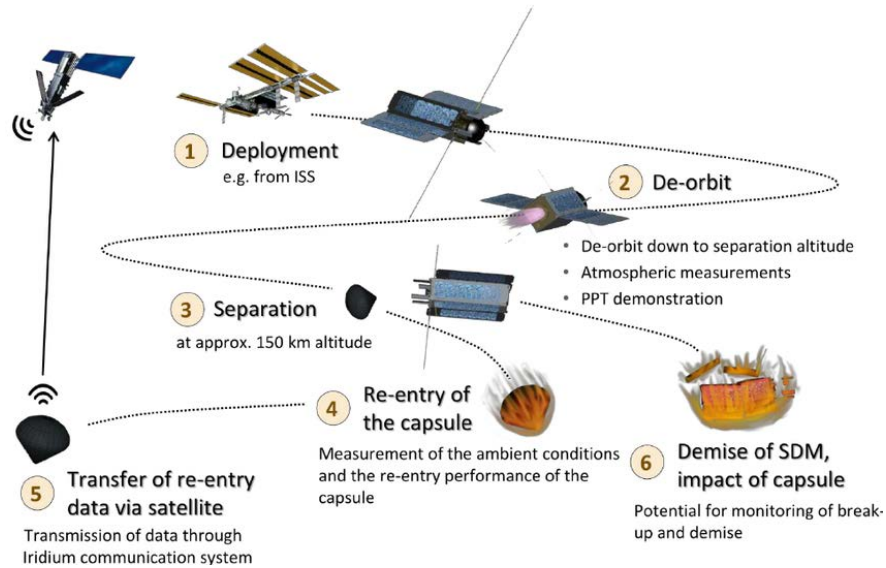 1 Deployment
e.g. from ISS
2 De-orbit
• De-orbit down to separation altitude
• Atmospheric measurements
• PPT demonstration
3 Separation
at approx. 150 km altitude
4 Re-entry of
the capsule
Measurement of the ambient conditions
and the re-entry performance of the
capsule
5 Transfer of re-entry
data via satellite
Transmission of data through
Iridium communication system
6 Demise of SDM,
impact of capsule
Potential for monitoring of break-
up and demise